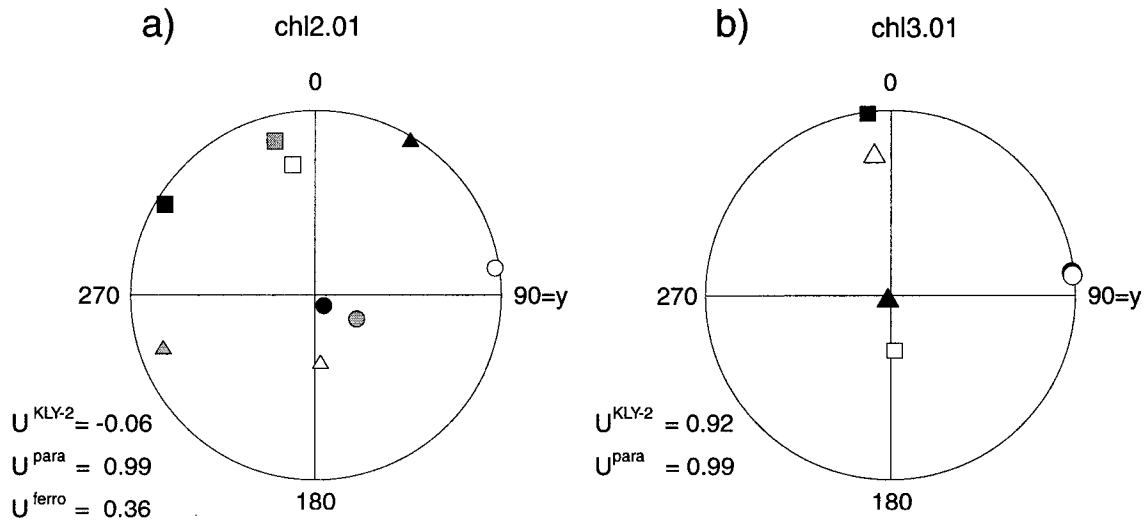 a) chl2.01
0
270
90=y
U^KLY-2 = -0.06
U^para = 0.99
U^ferro = 0.36
180
b) chl3.01
0
270
90=y
U^KLY-2 = 0.92
U^para = 0.99
180